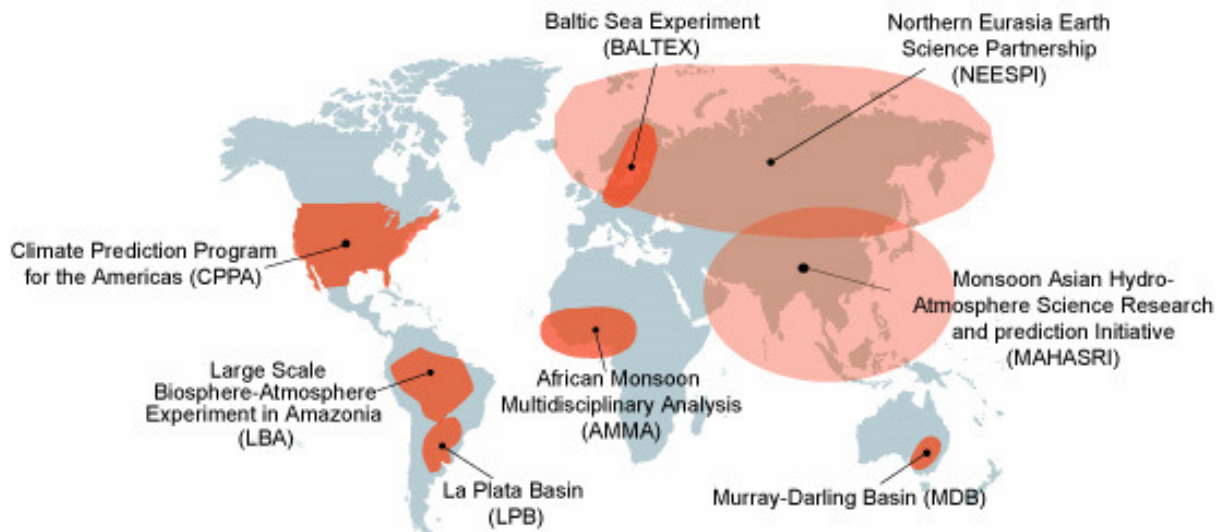 Baltic Sea Experiment
(BALTEX)
Northern Eurasia Earth
Science Partnership
(NEESPI)
Climate Prediction Program
for the Americas (CPPA)
Monsoon Asian Hydro-
Atmosphere Science Research
and prediction Initiative
(MAHASRI)
Large Scale
Biosphere-Atmosphere
Experiment in Amazonia
(LBA)
African Monsoon
Multidisciplinary Analysis
(AMMA)
La Plata Basin
(LPB)
Murray-Darling Basin (MDB)